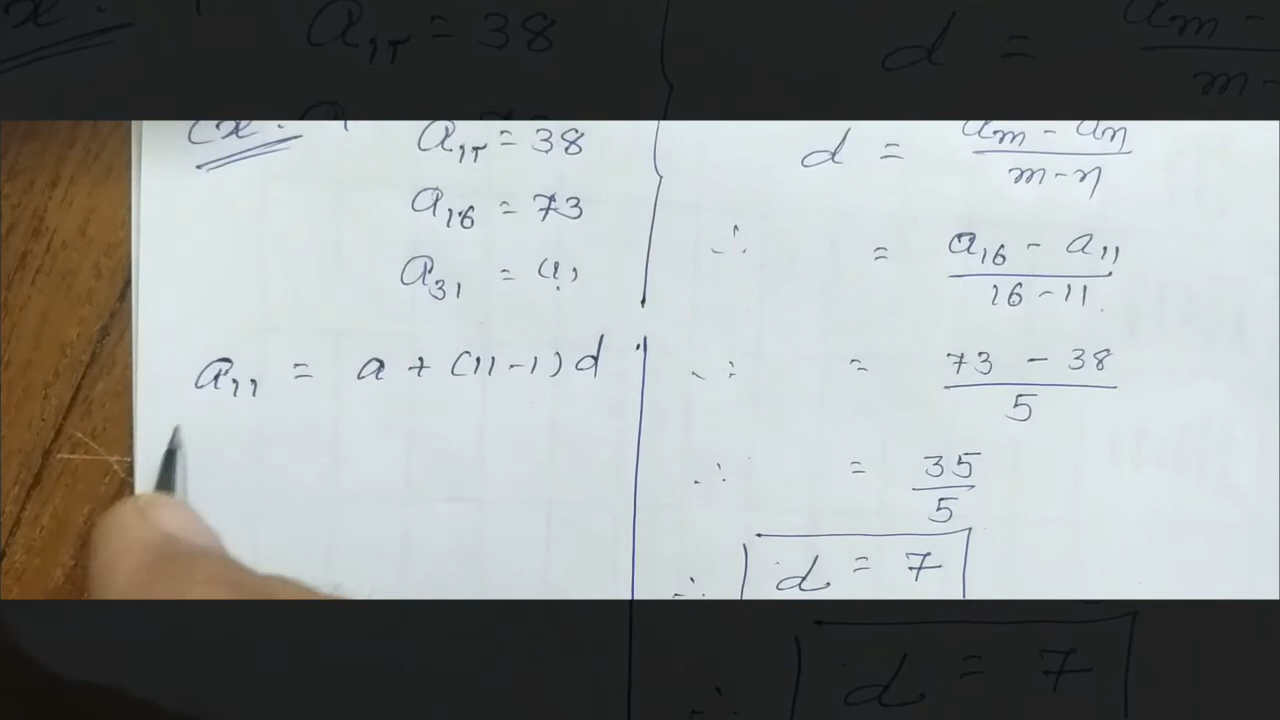 Ex:
a₁₁ = 38
a₁₆ = 73
a₃₁ = (?)
a₁₁ = a + (11-1)d
d = (aₘ - aₙ)/(m-n)
∴ = (a₁₆ - a₁₁)/(16-11)
∴ = (73 - 38)/5
∴ = 35/5
∴ d = 7